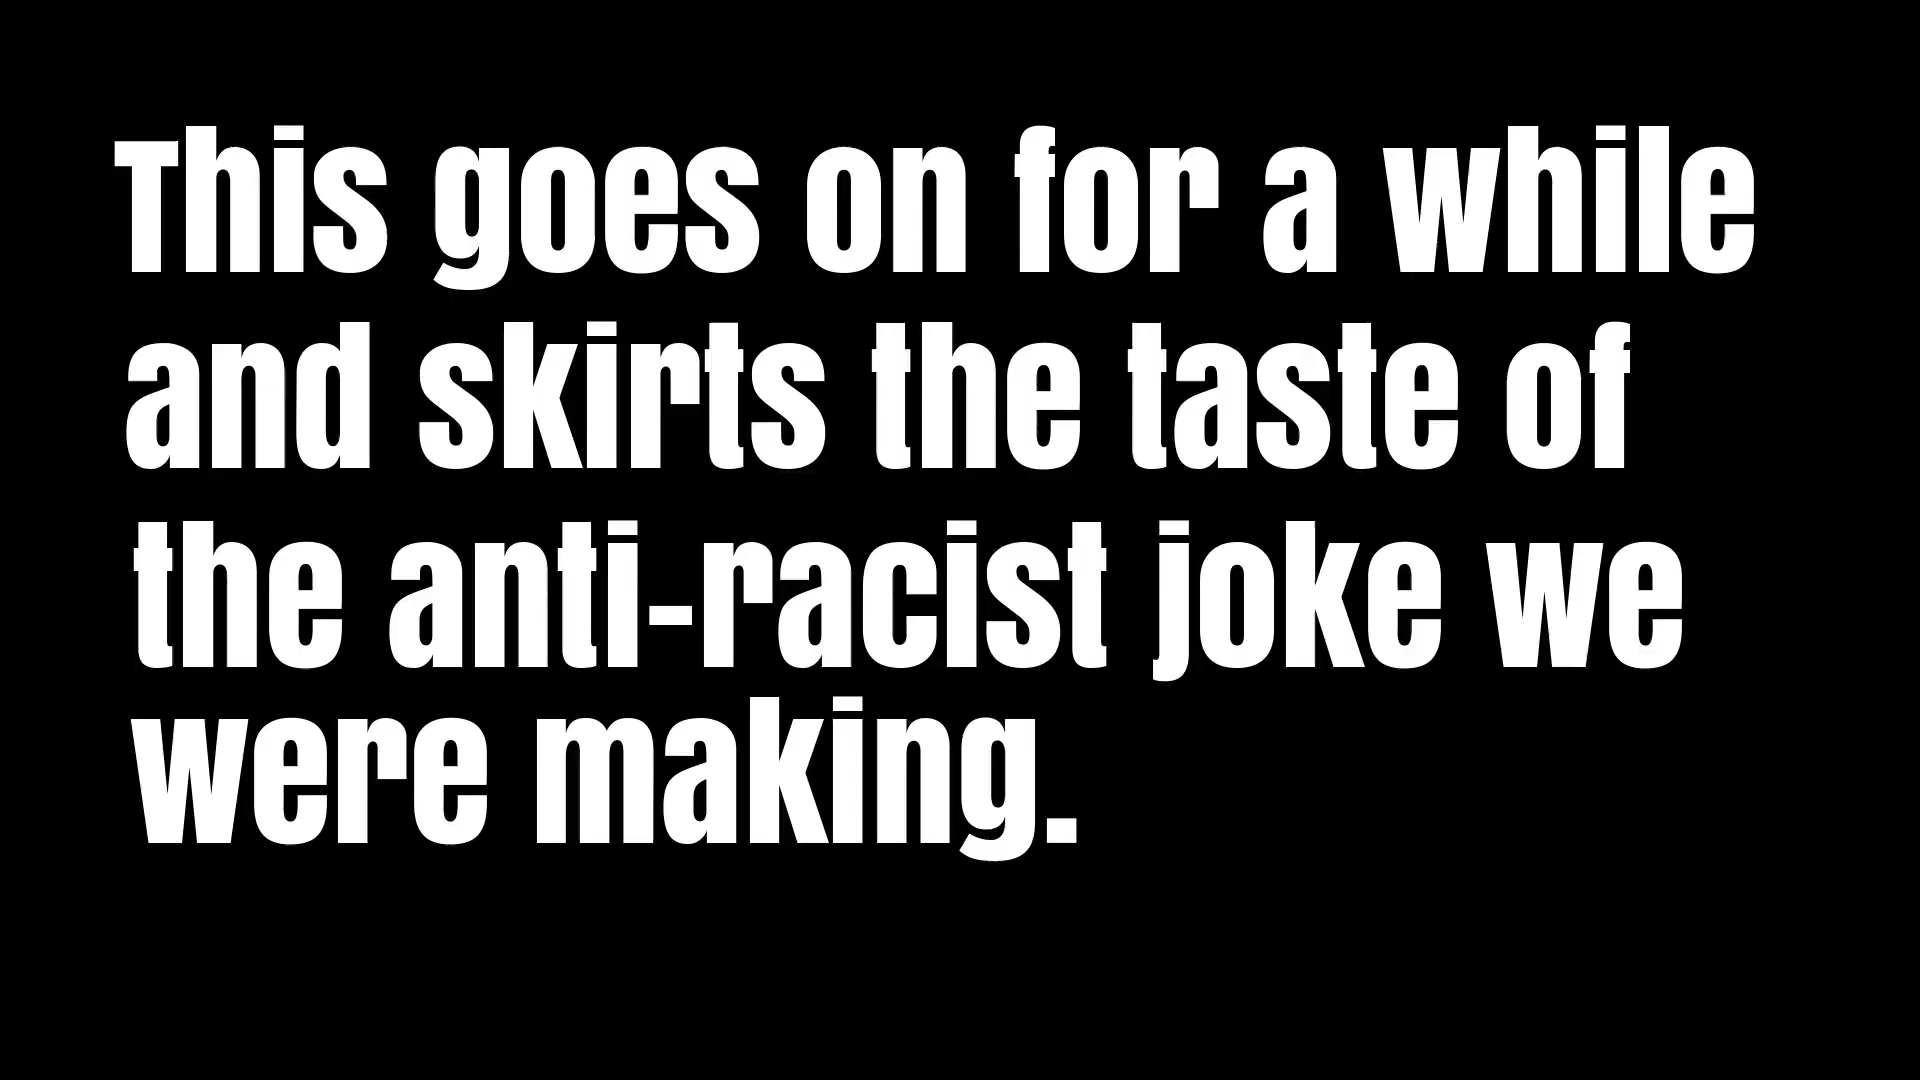 This goes on for a while
and skirts the taste of
the anti-racist joke we
were making.